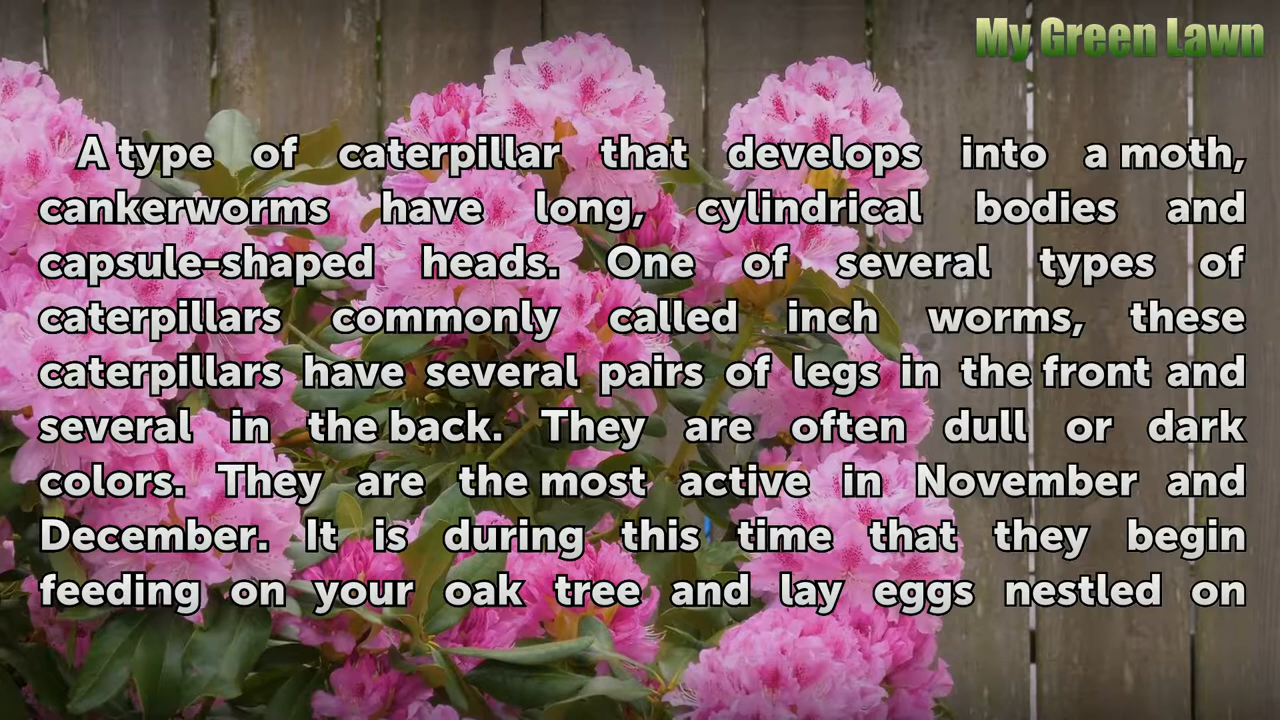 My Green Lawn
A type of caterpillar that develops into a moth,
cankerworms have long, cylindrical bodies and
capsule-shaped heads. One of several types of
caterpillars commonly called inch worms, these
caterpillars have several pairs of legs in the front and
several in the back. They are often dull or dark
colors. They are the most active in November and
December. It is during this time that they begin
feeding on your oak tree and lay eggs nestled on